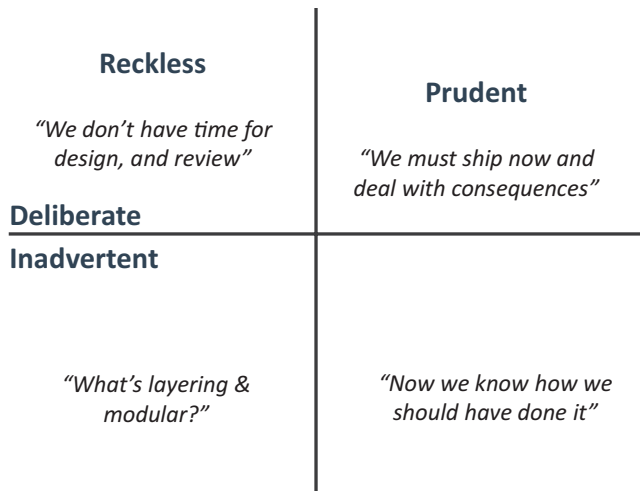 Reckless
Prudent
“We don’t have time for
design, and review”
“We must ship now and
deal with consequences”
Deliberate
Inadvertent
“What’s layering &
modular?”
“Now we know how we
should have done it”